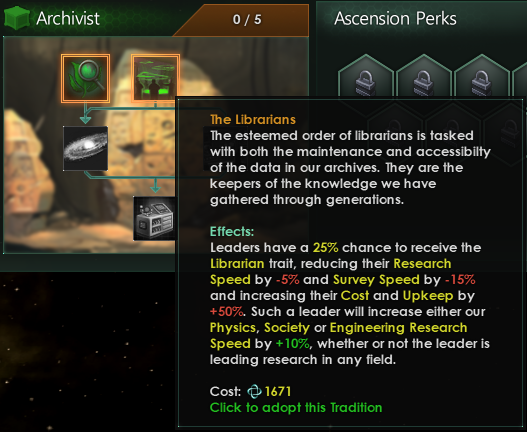 Archivist
0 / 5
Ascension Perks
The Librarians
The esteemed order of librarians is tasked
with both the maintenance and accessibilty
of the data in our archives. They are the
keepers of the knowledge we have
gathered through generations.
Effects:
Leaders have a 25% chance to receive the
Librarian trait, reducing their Research
Speed by -5% and Survey Speed by -15%
and increasing their Cost and Upkeep by
+50%. Such a leader will increase either our
Physics, Society or Engineering Research
Speed by +10%, whether or not the leader is
leading research in any field.
Cost: 1671
Click to adopt this Tradition